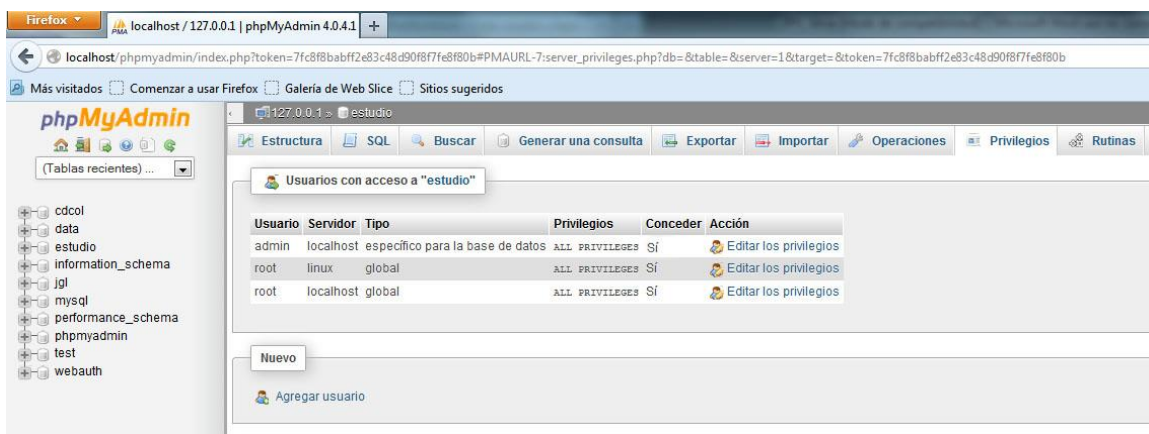 Firefox
localhost / 127.0.0.1 | phpMyAdmin 4.0.4.1
localhost/phpmyadmin/index.php?token=7fc8f8babff2e83c48d90f8f7fe8f80b#PMAURL-7:server_privileges.php?db=&table=&server=1&target=&token=7fc8f8babff2e83c48d90f8f7fe8f80b
Más visitados Comenzar a usar Firefox Galería de Web Slice Sitios sugeridos
phpMyAdmin
(Tablas recientes) ...
cdcol
data
estudio
information_schema
jgl
mysql
performance_schema
phpmyadmin
test
webauth
127.0.0.1 » estudio
Estructura SQL Buscar Generar una consulta Exportar Importar Operaciones Privilegios Rutinas
Usuarios con acceso a "estudio"
Usuario Servidor Tipo Privilegios Conceder Acción
admin localhost específico para la base de datos ALL PRIVILEGES Sí Editar los privilegios
root linux global ALL PRIVILEGES Sí Editar los privilegios
root localhost global ALL PRIVILEGES Sí Editar los privilegios
Nuevo
Agregar usuario